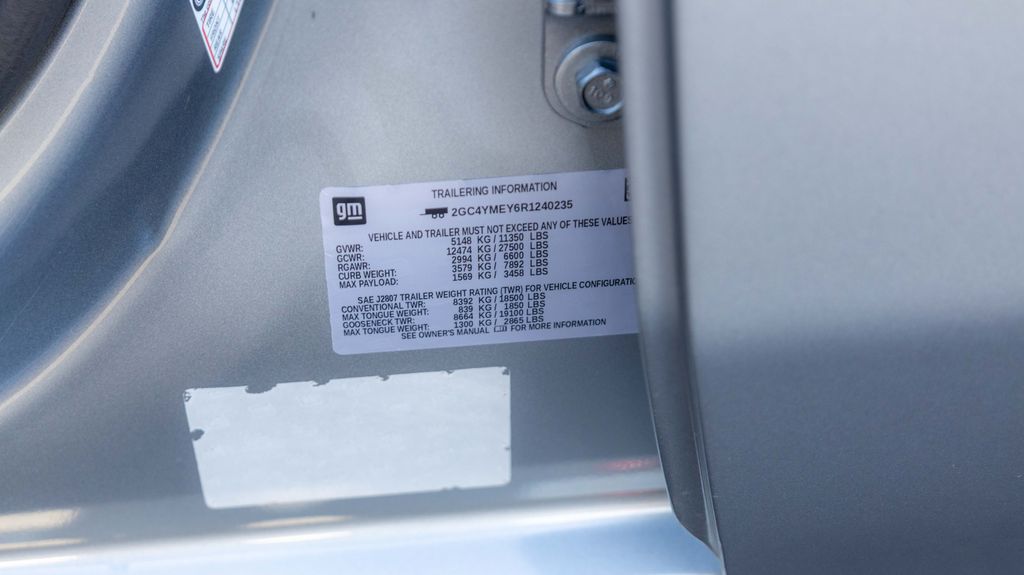 gm
TRAILERING INFORMATION
2GC4YMEY6R1240235
VEHICLE AND TRAILER MUST NOT EXCEED ANY OF THESE VALUES
GVWR: 5148 KG / 11350 LBS
GCWR: 12474 KG / 27500 LBS
RGAWR: 2994 KG / 6600 LBS
CURB WEIGHT: 3579 KG / 7892 LBS
MAX PAYLOAD: 1569 KG / 3458 LBS
SAE J2807 TRAILER WEIGHT RATING (TWR) FOR VEHICLE CONFIGURATIO
CONVENTIONAL TWR: 8392 KG / 18500 LBS
MAX TONGUE WEIGHT: 839 KG / 1850 LBS
GOOSENECK TWR: 8664 KG / 19100 LBS
MAX TONGUE WEIGHT: 1300 KG / 2865 LBS
SEE OWNER'S MANUAL FOR MORE INFORMATION